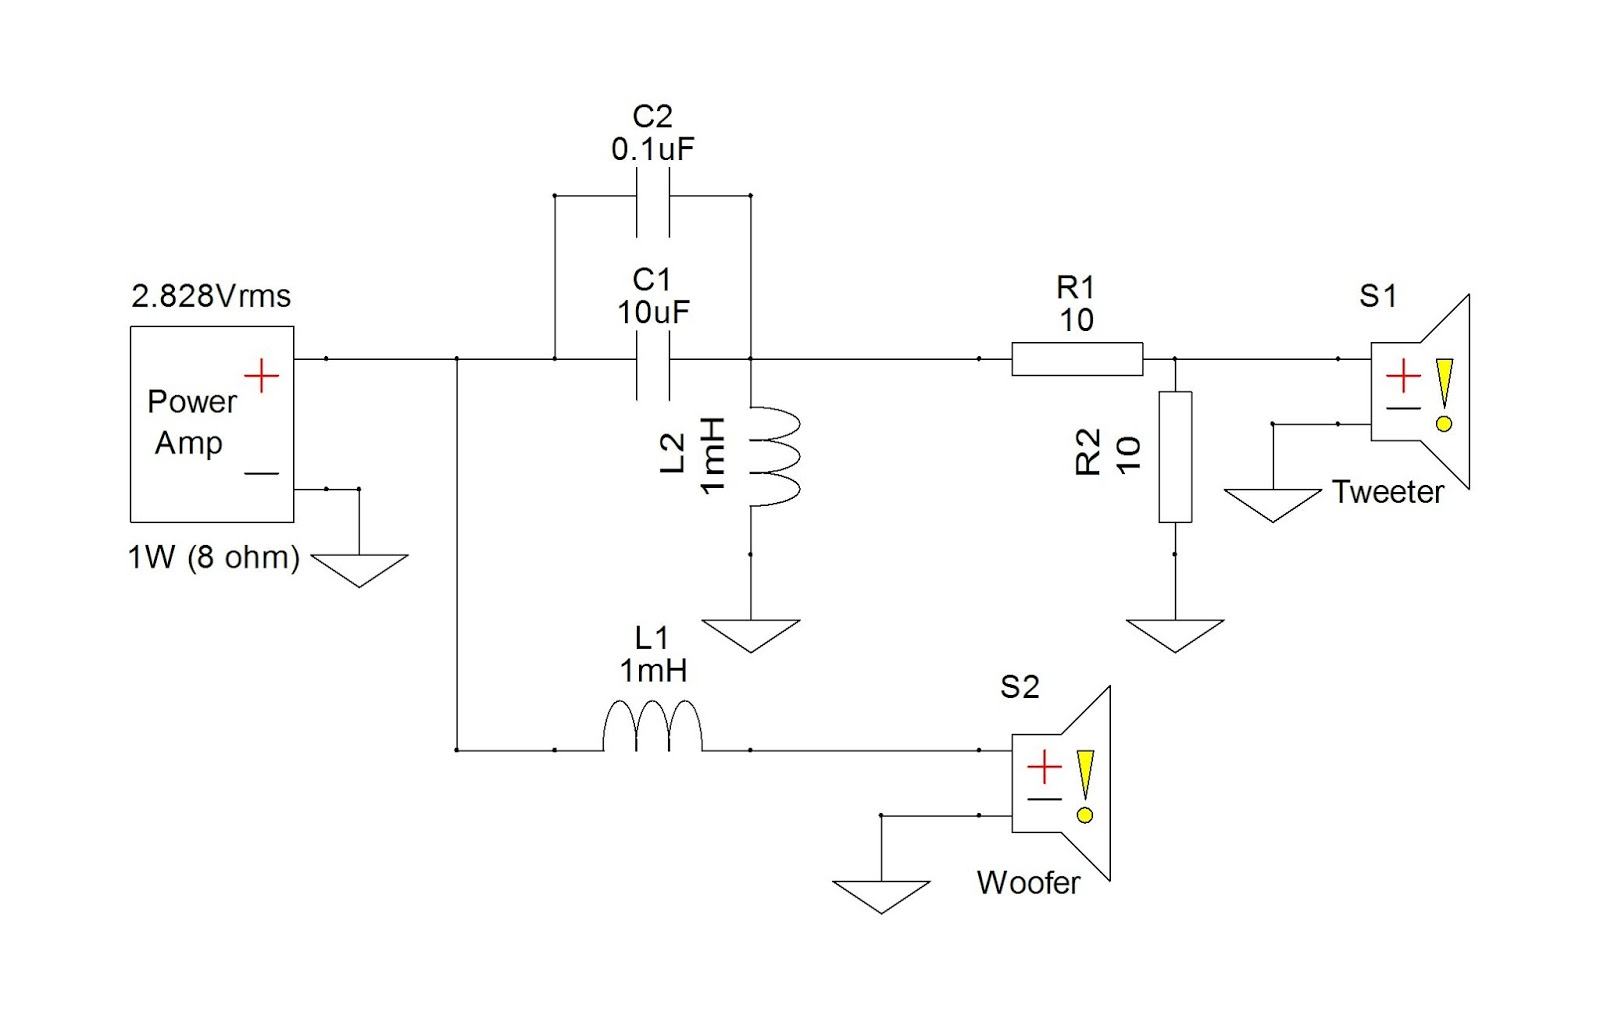 C2
0.1uF
2.828Vrms
C1
10uF
R1
10
S1
+
Power
Amp
−
L2
1mH
R2
10
+
−
!
Tweeter
1W (8 ohm)
L1
1mH
S2
+
−
!
Woofer